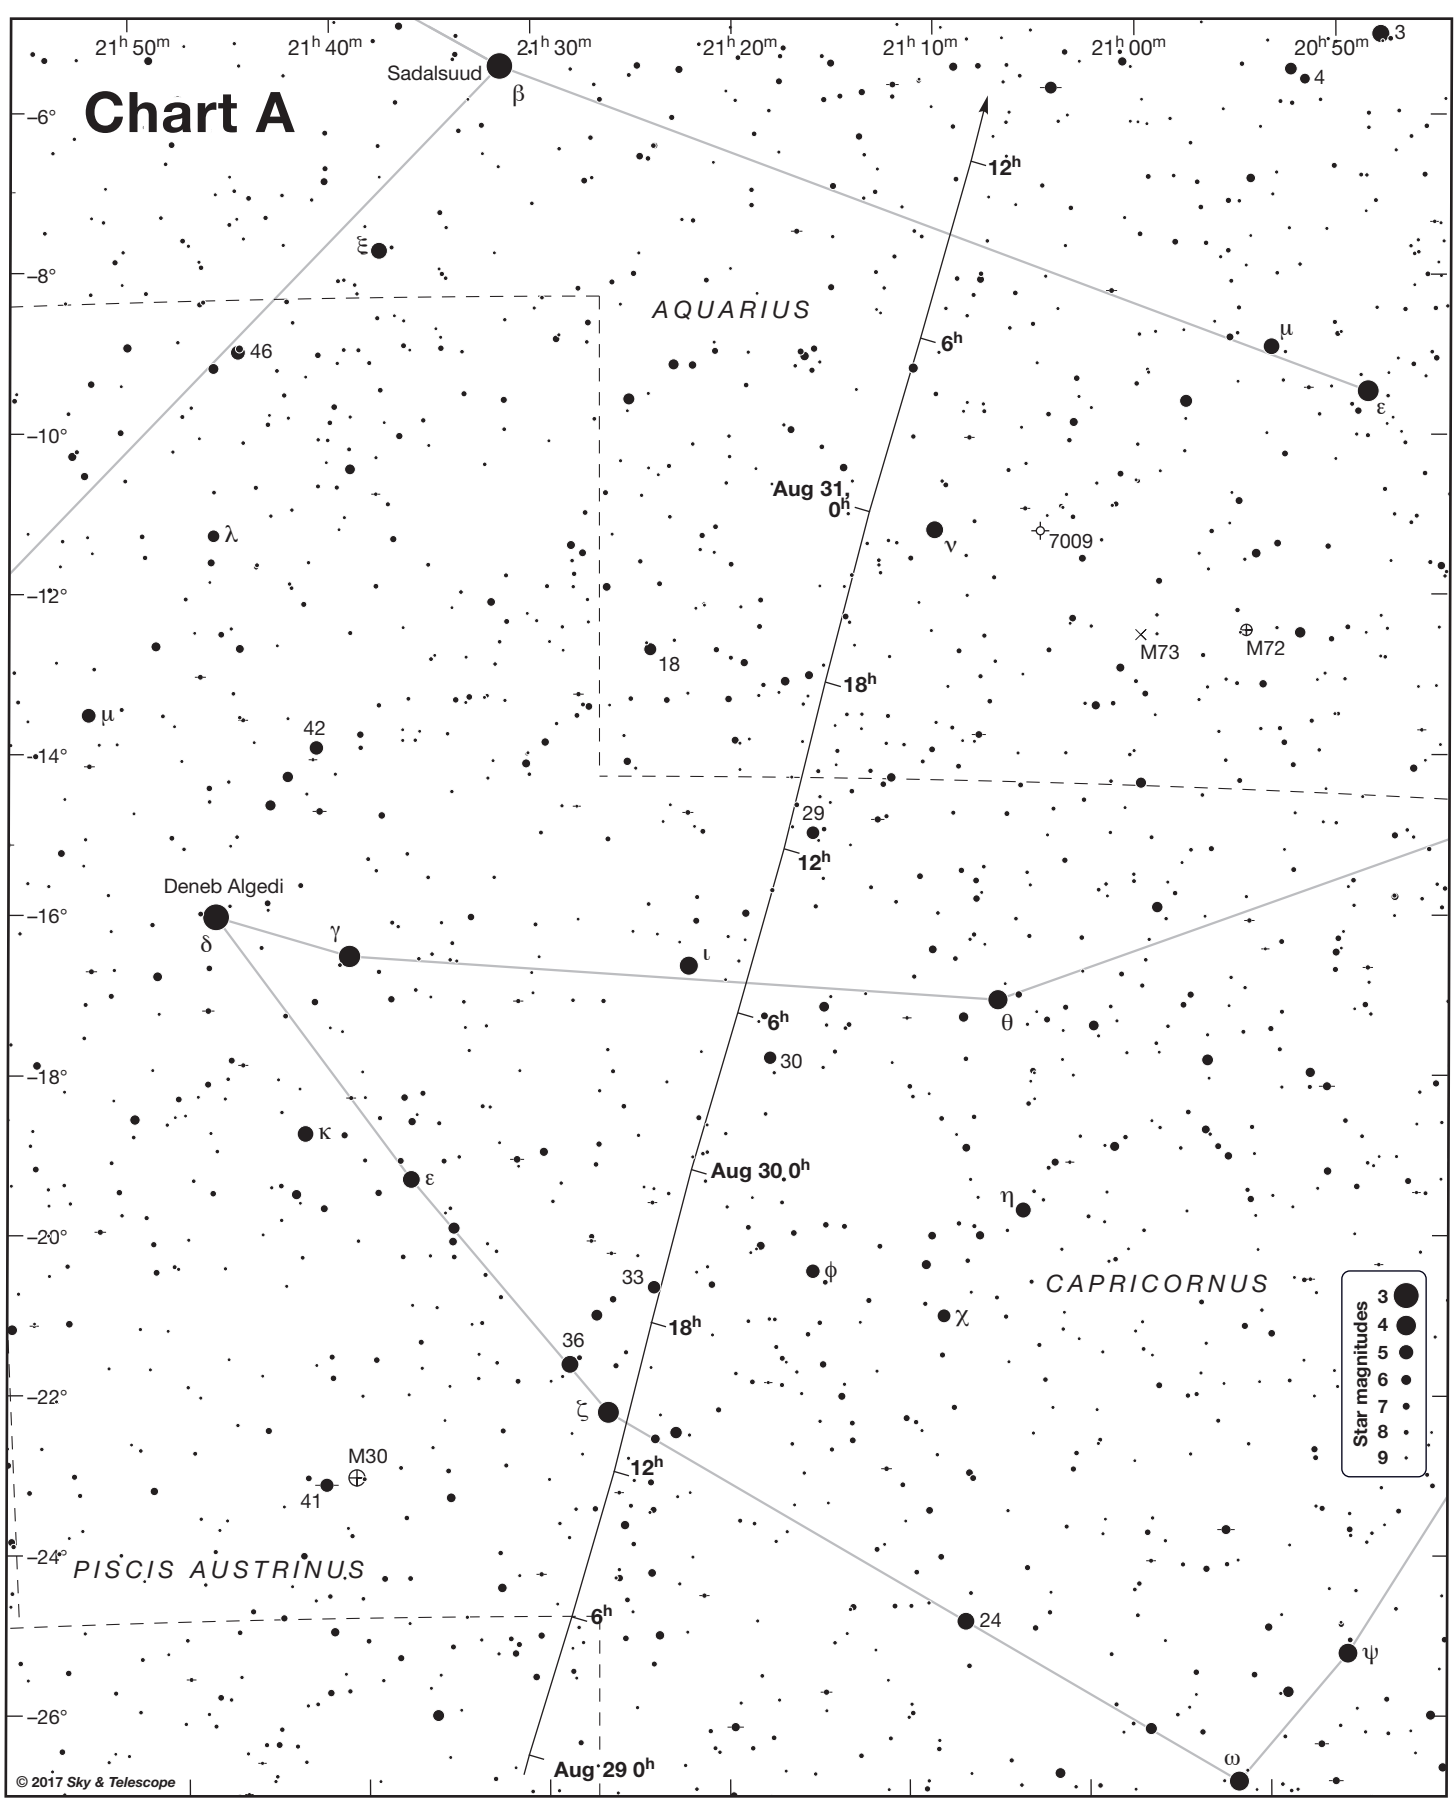 21h 50m 21h 40m 21h 30m 21h 20m 21h 10m 21h 00m 20h 50m 3
Sadalsuud
β
4
Chart A
–6°
12h
ξ
–8°
AQUARIUS
6h
μ
46
ε
–10°
Aug 31,
0h
λ
ν
7009
–12°
18
M73
M72
18h
μ
42
–14°
29
12h
Deneb Algedi
–16°
δ
γ
ι
θ
6h
30
–18°
κ
ε
Aug 30 0h
η
–20°
33
ϕ
CAPRICORNUS
χ
18h
36
Star magnitudes
3
4
5
6
7
8
9
–22°
ζ
12h
M30
41
–24°
PISCIS AUSTRINUS
6h
24
ψ
–26°
ω
Aug 29 0h
© 2017 Sky & Telescope